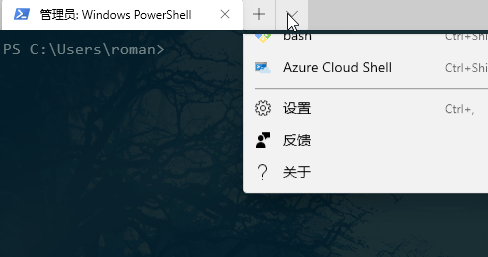 管理员: Windows PowerShell
PS C:\Users\roman>
bash Ctrl+Shi
Azure Cloud Shell Ctrl+Shi
设置 Ctrl+,
反馈
关于